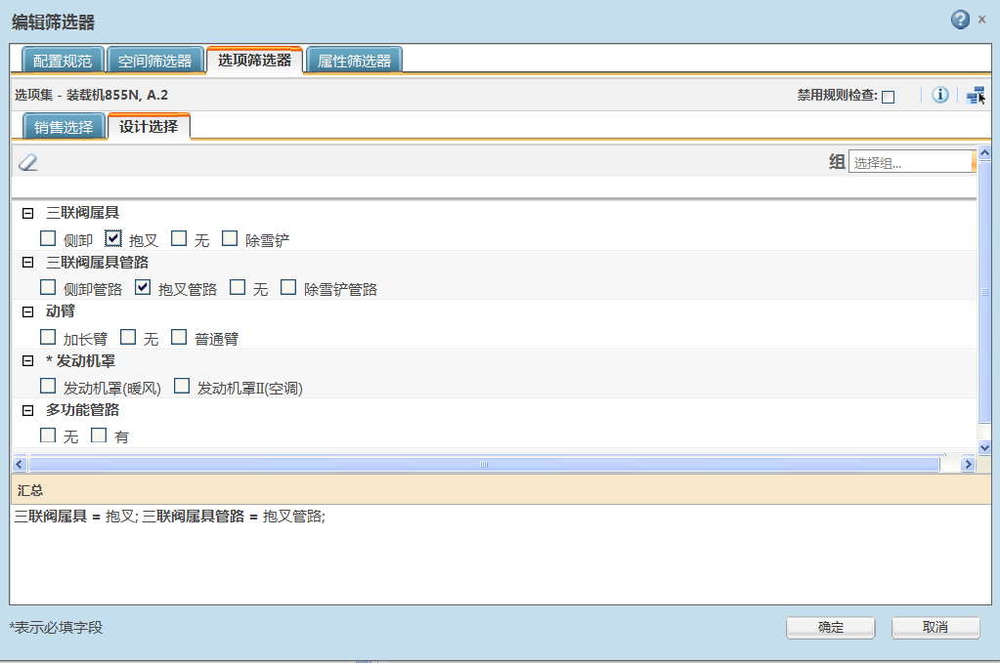 编辑筛选器
配置规范 空间筛选器 选项筛选器 属性筛选器
选项集 - 装载机855N, A.2 禁用规则检查:
销售选择 设计选择
组 选择组...
三联阀属具
侧卸 抱叉 无 除雪铲
三联阀属具管路
侧卸管路 抱叉管路 无 除雪铲管路
动臂
加长臂 无 普通臂
* 发动机罩
发动机罩(暖风) 发动机罩II(空调)
多功能管路
无 有
汇总
三联阀属具 = 抱叉; 三联阀属具管路 = 抱叉管路;
*表示必填字段 确定 取消